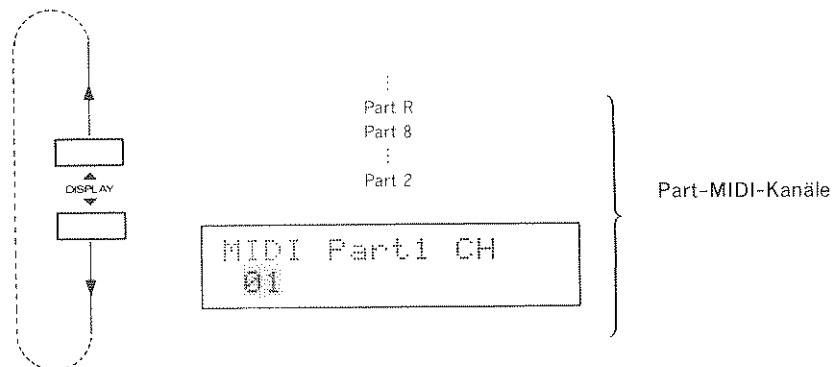 ⋮
Part R
Part 8
⋮
Part 2
DISPLAY
MIDI Part1 CH
01
Part-MIDI-Kanäle